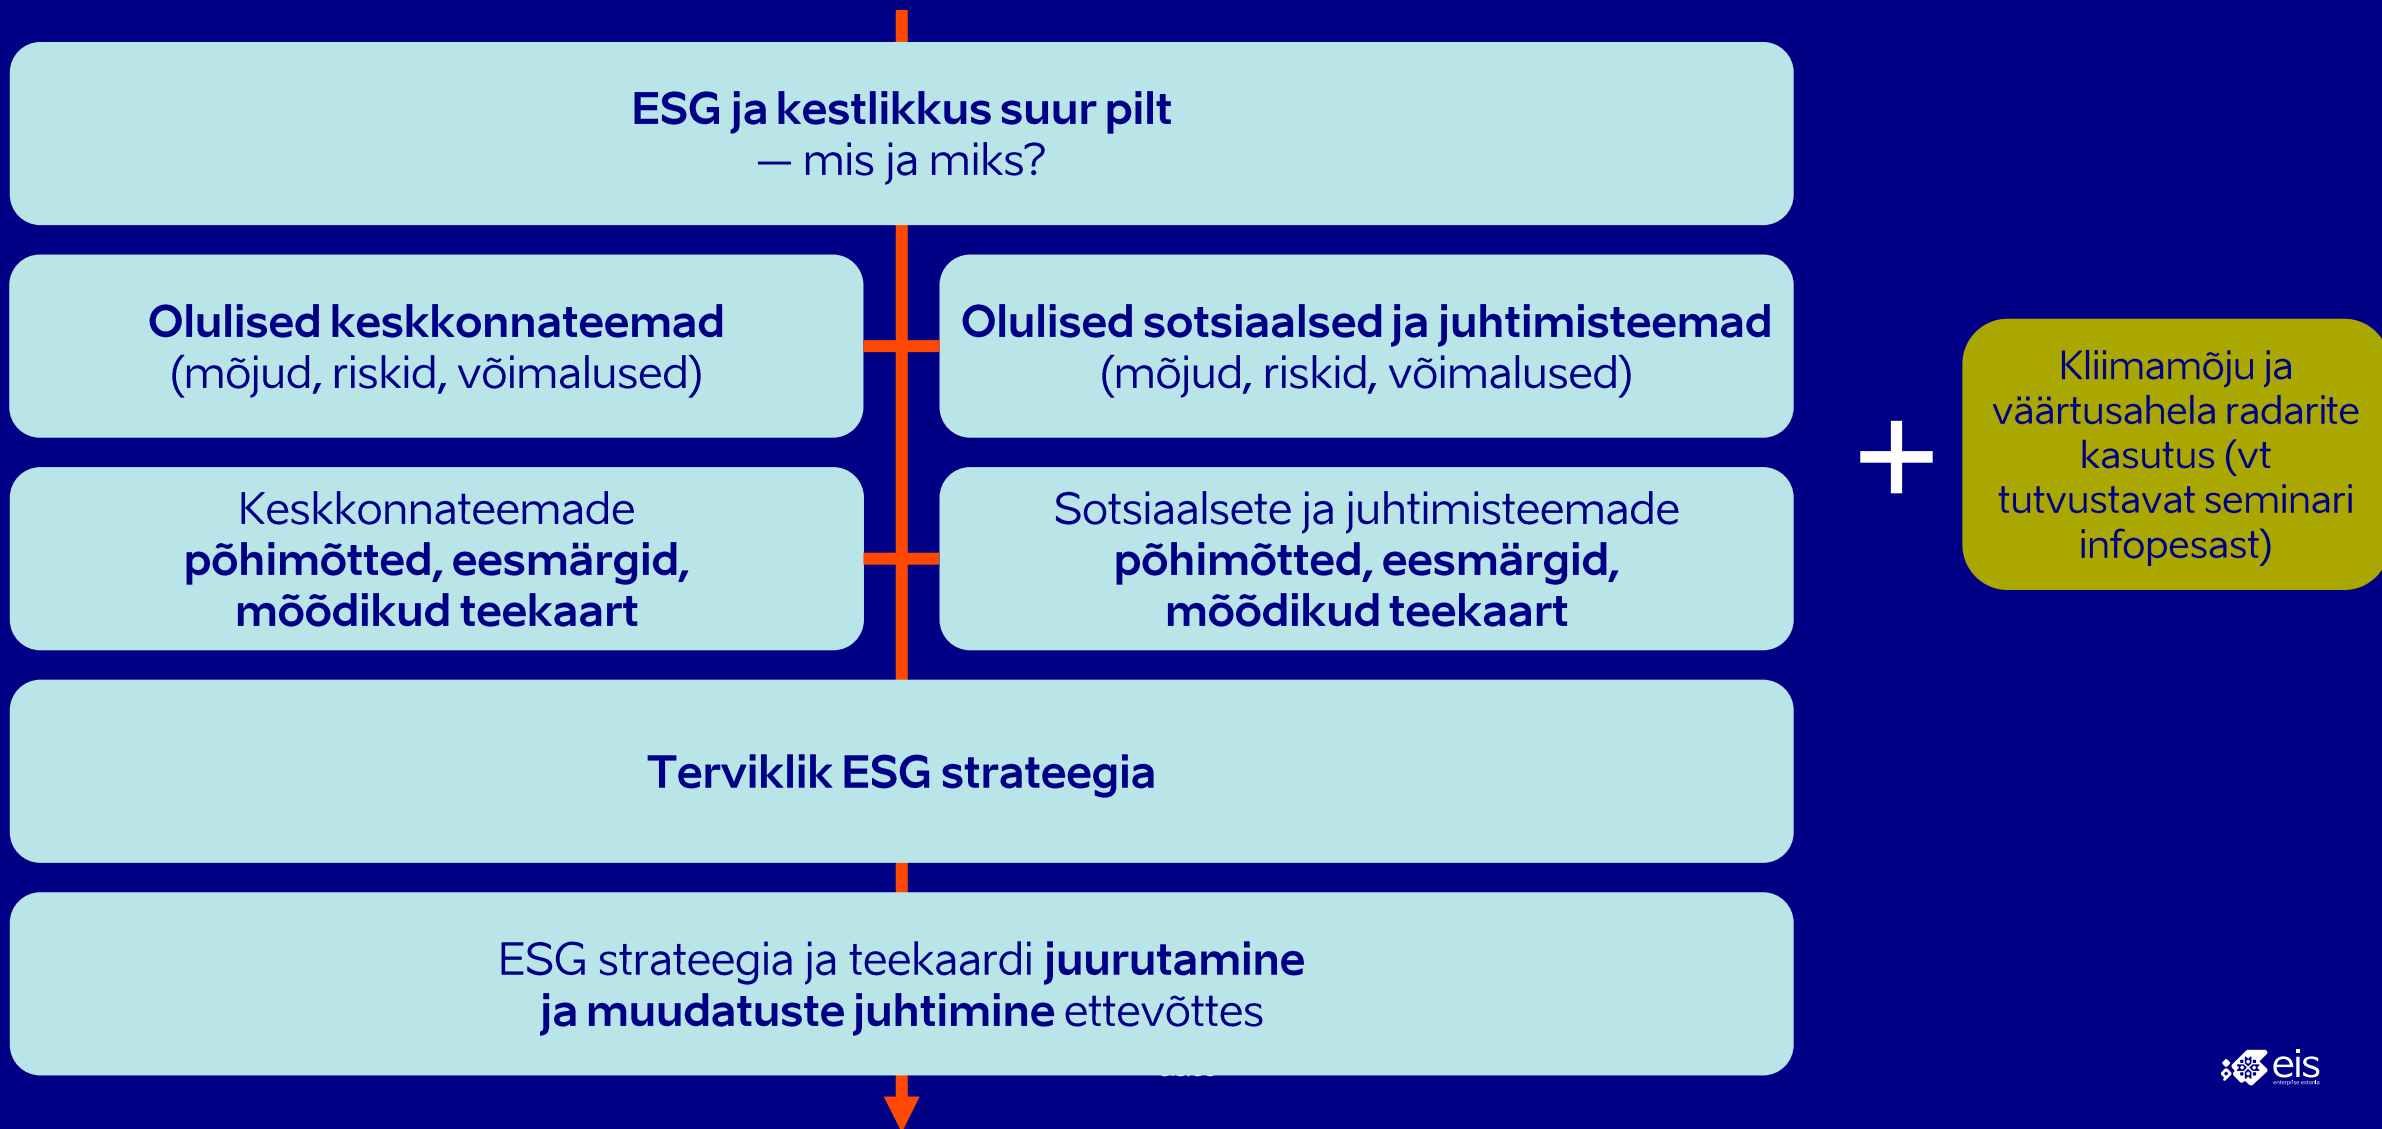 ESG ja kestlikkus suur pilt
— mis ja miks?
Olulised keskkonnateemad
(mõjud, riskid, võimalused)
Olulised sotsiaalsed ja juhtimisteemad
(mõjud, riskid, võimalused)
Keskkonnateemade
põhimõtted, eesmärgid,
mõõdikud teekaart
Sotsiaalsete ja juhtimisteemade
põhimõtted, eesmärgid,
mõõdikud teekaart
+
Kliimamõju ja
väärtusahela radarite
kasutus (vt
tutvustavat seminari
infopesast)
Terviklik ESG strateegia
ESG strateegia ja teekaardi juurutamine
ja muudatuste juhtimine ettevõttes
eis
enterprise estonia